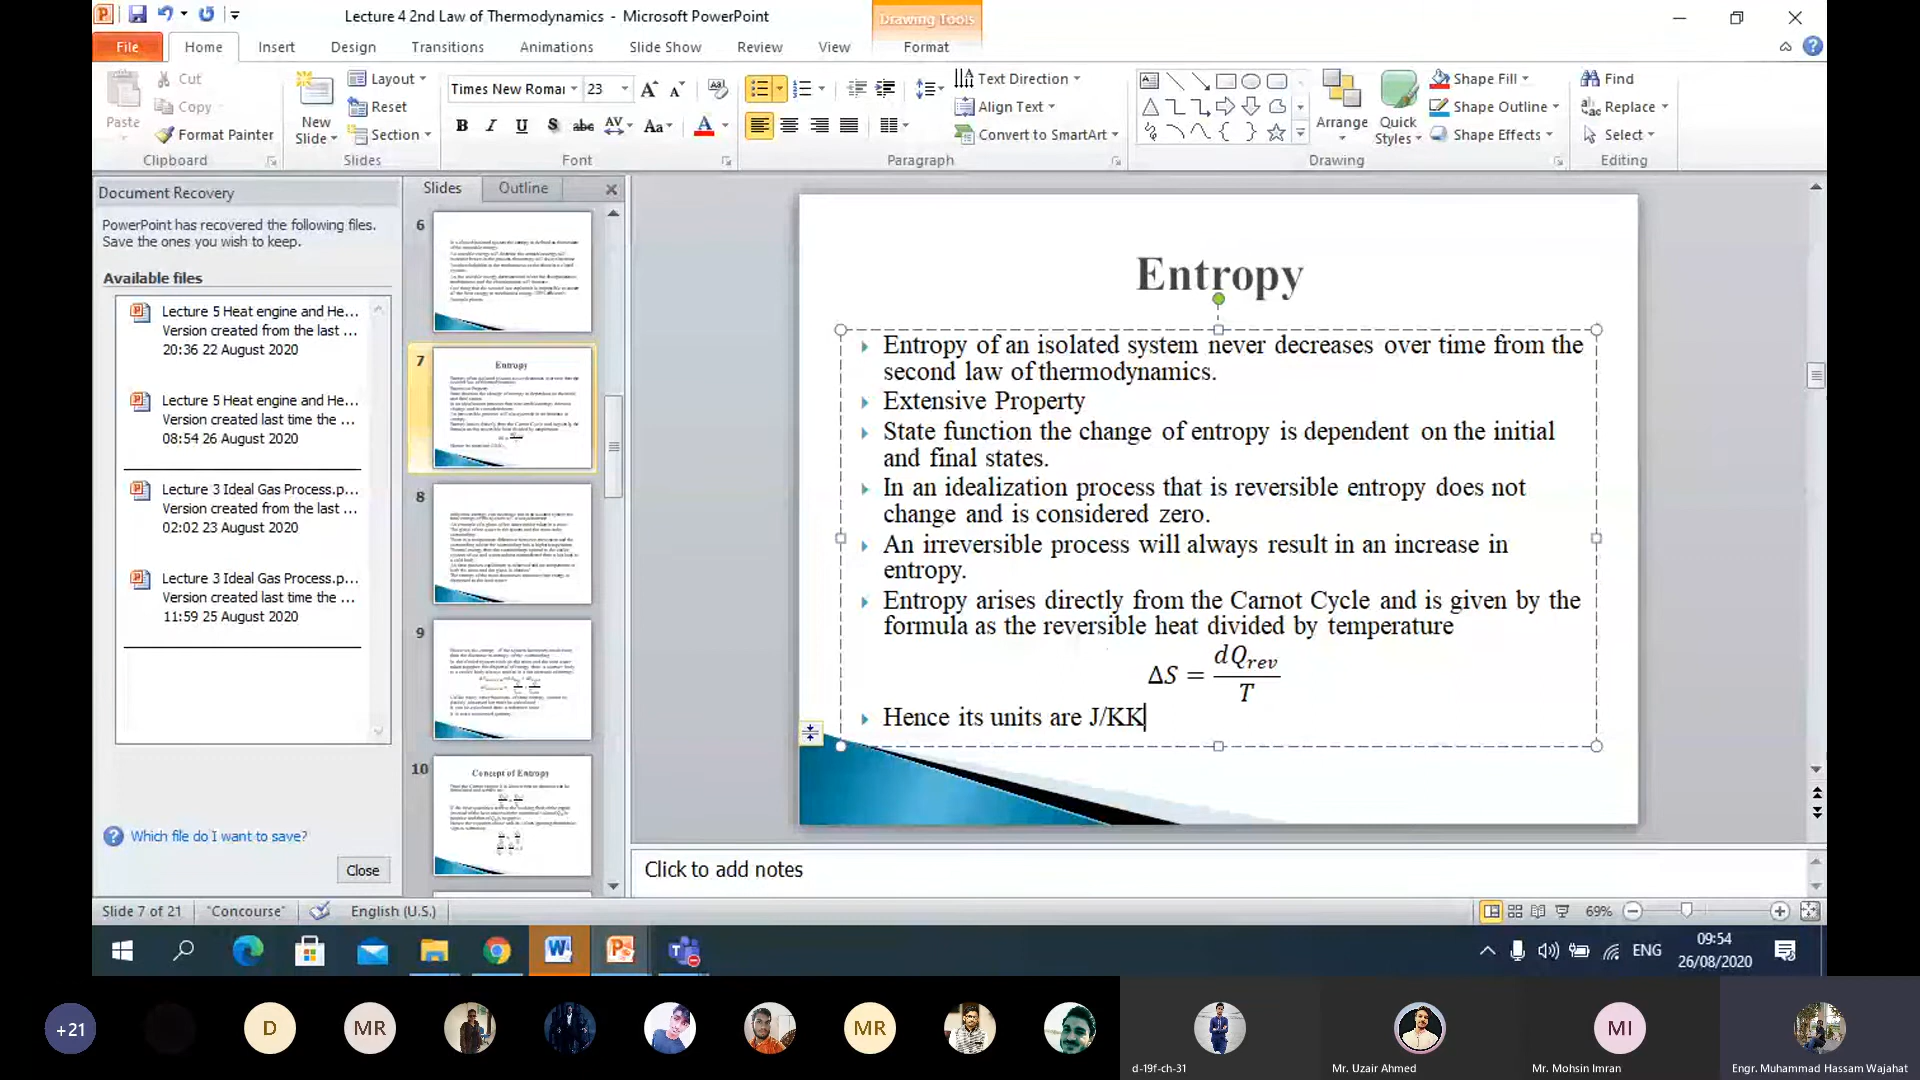 Lecture 4 2nd Law of Thermodynamics - Microsoft PowerPoint
Drawing Tools
File Home Insert Design Transitions Animations Slide Show Review View Format
Paste
Cut
Copy
Format Painter
Clipboard
New Slide
Layout
Reset
Section
Slides
Times New Roma 23
Font
Text Direction
Align Text
Convert to SmartArt
Paragraph
Arrange
Quick Styles
Shape Fill
Shape Outline
Shape Effects
Drawing
Find
Replace
Select
Editing
Document Recovery
PowerPoint has recovered the following files.
Save the ones you wish to keep.
Available files
Lecture 5 Heat engine and He...
Version created from the last ...
20:36 22 August 2020
Lecture 5 Heat engine and He...
Version created last time the ...
08:54 26 August 2020
Lecture 3 Ideal Gas Process.p...
Version created from the last ...
02:02 23 August 2020
Lecture 3 Ideal Gas Process.p...
Version created last time the ...
11:59 25 August 2020
Which file do I want to save?
Close
Slides Outline
6
7
Entropy
8
9
10
Concept of Entropy
Entropy
Entropy of an isolated system never decreases over time from the
second law of thermodynamics.
Extensive Property
State function the change of entropy is dependent on the initial
and final states.
In an idealization process that is reversible entropy does not
change and is considered zero.
An irreversible process will always result in an increase in
entropy.
Entropy arises directly from the Carnot Cycle and is given by the
formula as the reversible heat divided by temperature
ΔS = dQrev / T
Hence its units are J/KK
Click to add notes
Slide 7 of 21 "Concourse" English (U.S.) 69%
ENG 09:54
26/08/2020
+21 D MR MR MI
d-19f-ch-31 Mr. Uzair Ahmed Mr. Mohsin Imran Engr. Muhammad Hassam Wajahat